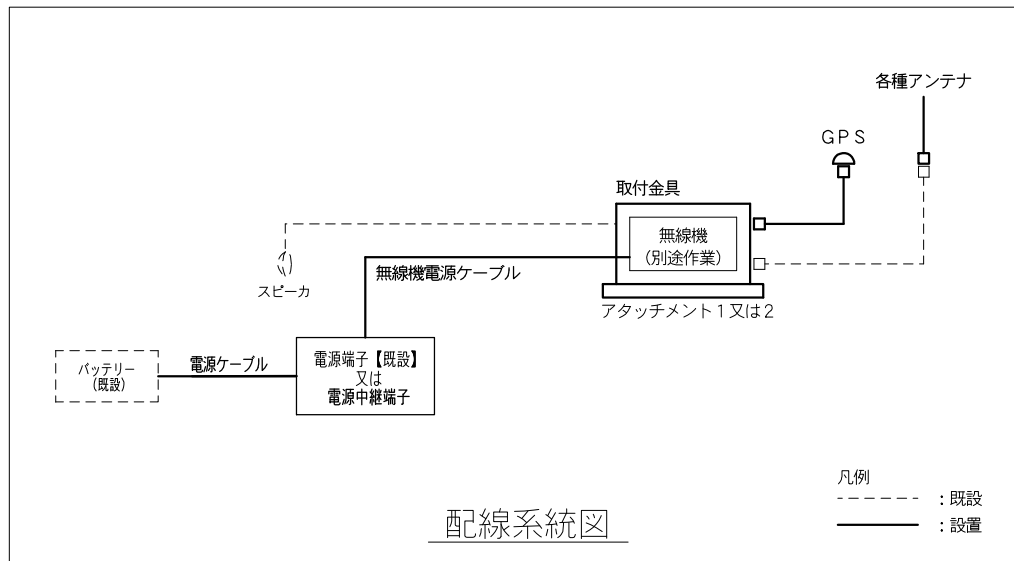 各種アンテナ
GPS
取付金具
無線機
(別途作業)
無線機電源ケーブル
スピーカ
アタッチメント1又は2
電源ケーブル
バッテリー
(既設)
電源端子【既設】
又は
電源中継端子
凡例
:既設
:設置
配線系統図